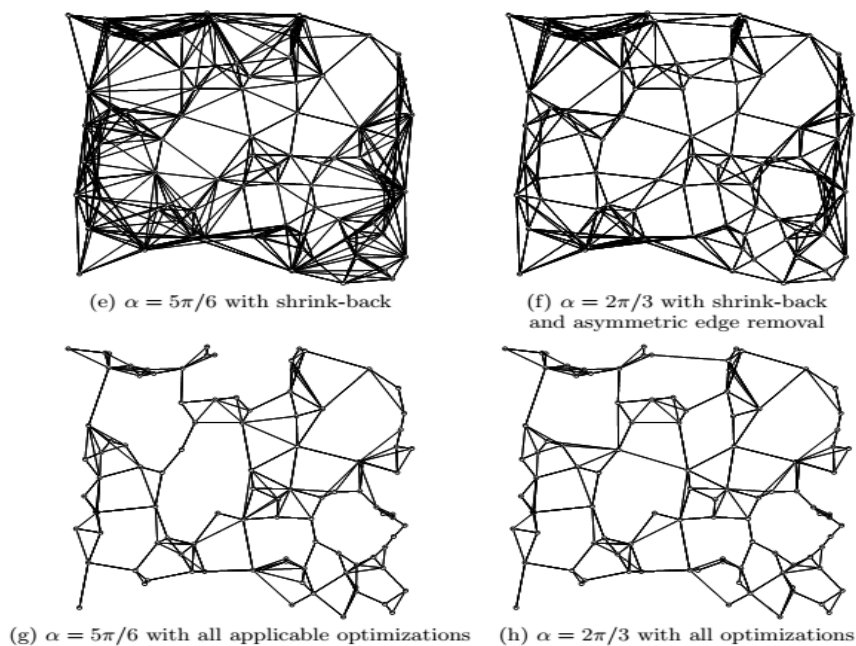 (e) α = 5π/6 with shrink-back
(f) α = 2π/3 with shrink-back
and asymmetric edge removal
(g) α = 5π/6 with all applicable optimizations
(h) α = 2π/3 with all optimizations